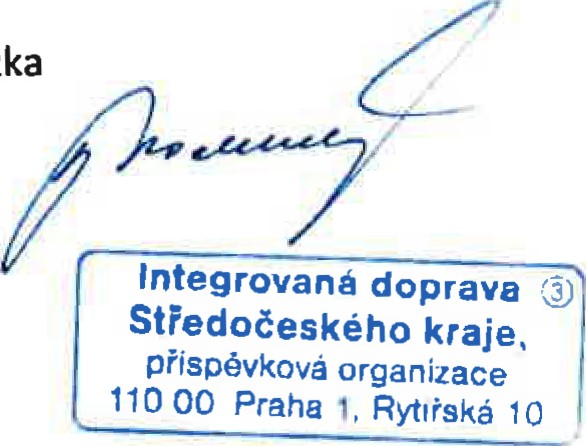 ka
Integrovaná doprava ③
Středočeského kraje,
příspěvková organizace
110 00 Praha 1, Rytířská 10